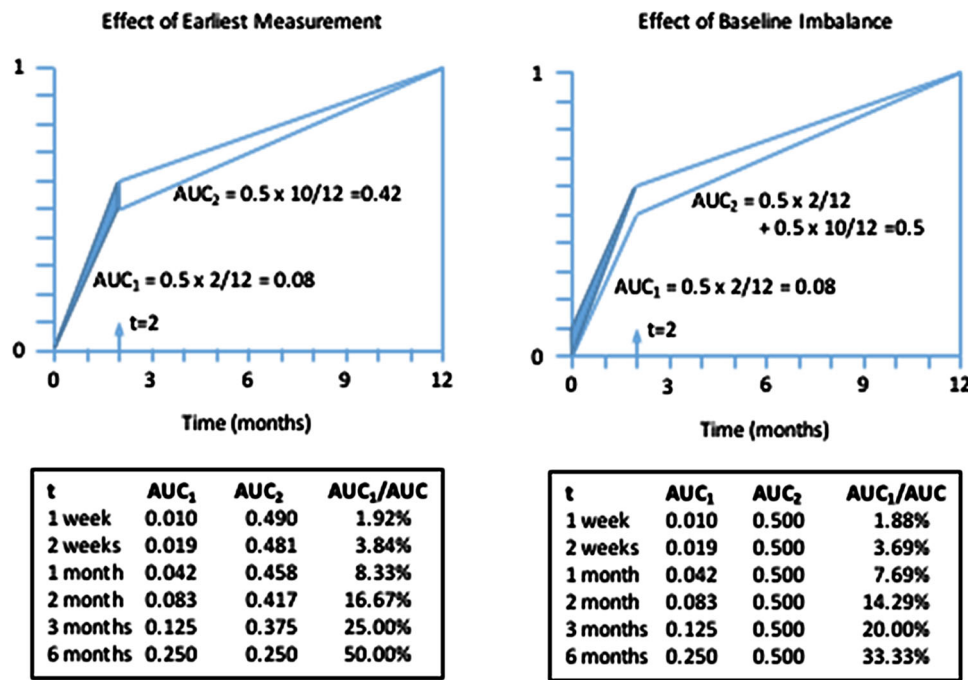 Effect of Earliest Measurement
1
AUC₂ = 0.5 x 10/12 =0.42
AUC₁ = 0.5 x 2/12 = 0.08
t=2
0
0 3 6 9 12
Time (months)
t AUC₁ AUC₂ AUC₁/AUC
1 week 0.010 0.490 1.92%
2 weeks 0.019 0.481 3.84%
1 month 0.042 0.458 8.33%
2 month 0.083 0.417 16.67%
3 months 0.125 0.375 25.00%
6 months 0.250 0.250 50.00%
Effect of Baseline Imbalance
1
AUC₂ = 0.5 x 2/12
+ 0.5 x 10/12 =0.5
AUC₁ = 0.5 x 2/12 = 0.08
t=2
0
0 3 6 9 12
Time (months)
t AUC₁ AUC₂ AUC₁/AUC
1 week 0.010 0.500 1.88%
2 weeks 0.019 0.500 3.69%
1 month 0.042 0.500 7.69%
2 month 0.083 0.500 14.29%
3 months 0.125 0.500 20.00%
6 months 0.250 0.500 33.33%